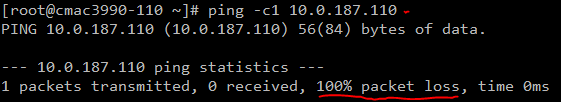 [root@cmac3990-110 ~]# ping -c1 10.0.187.110
PING 10.0.187.110 (10.0.187.110) 56(84) bytes of data.
--- 10.0.187.110 ping statistics ---
1 packets transmitted, 0 received, 100% packet loss, time 0ms